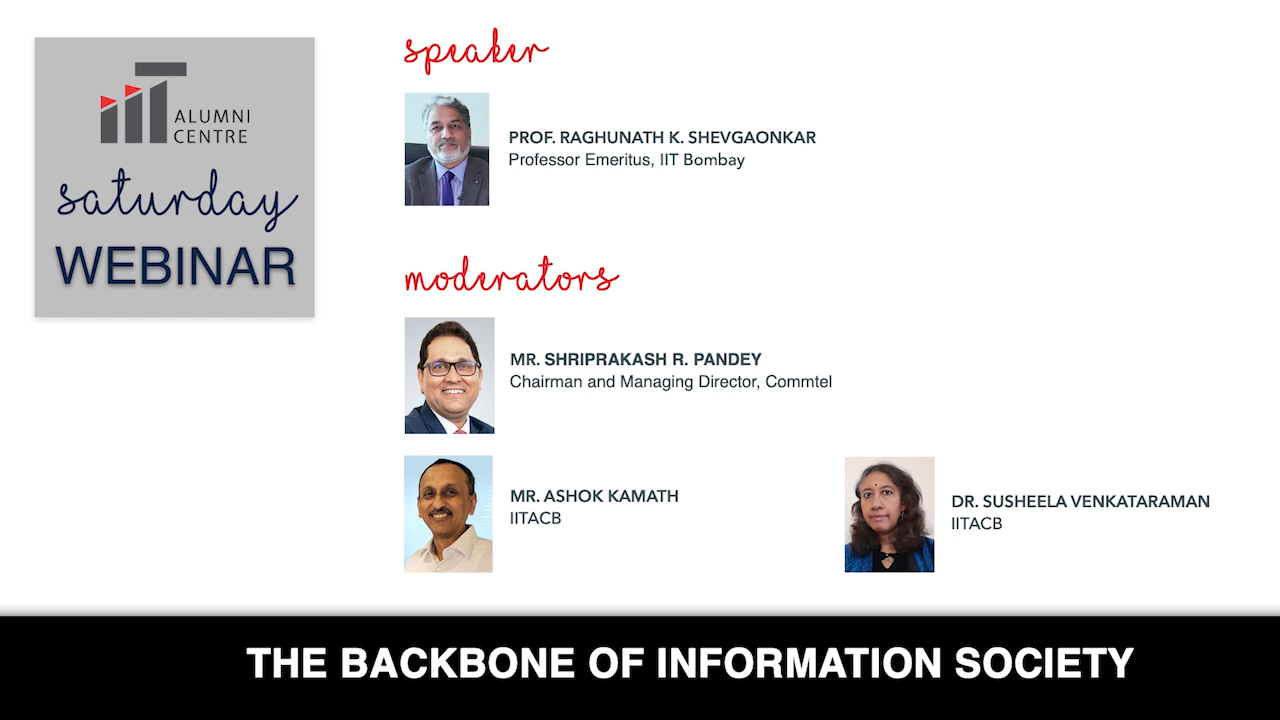 IIT ALUMNI
CENTRE
saturday
WEBINAR
speaker
PROF. RAGHUNATH K. SHEVGAONKAR
Professor Emeritus, IIT Bombay
moderators
MR. SHRIPRAKASH R. PANDEY
Chairman and Managing Director, Commtel
MR. ASHOK KAMATH
IITACB
DR. SUSHEELA VENKATARAMAN
IITACB
THE BACKBONE OF INFORMATION SOCIETY